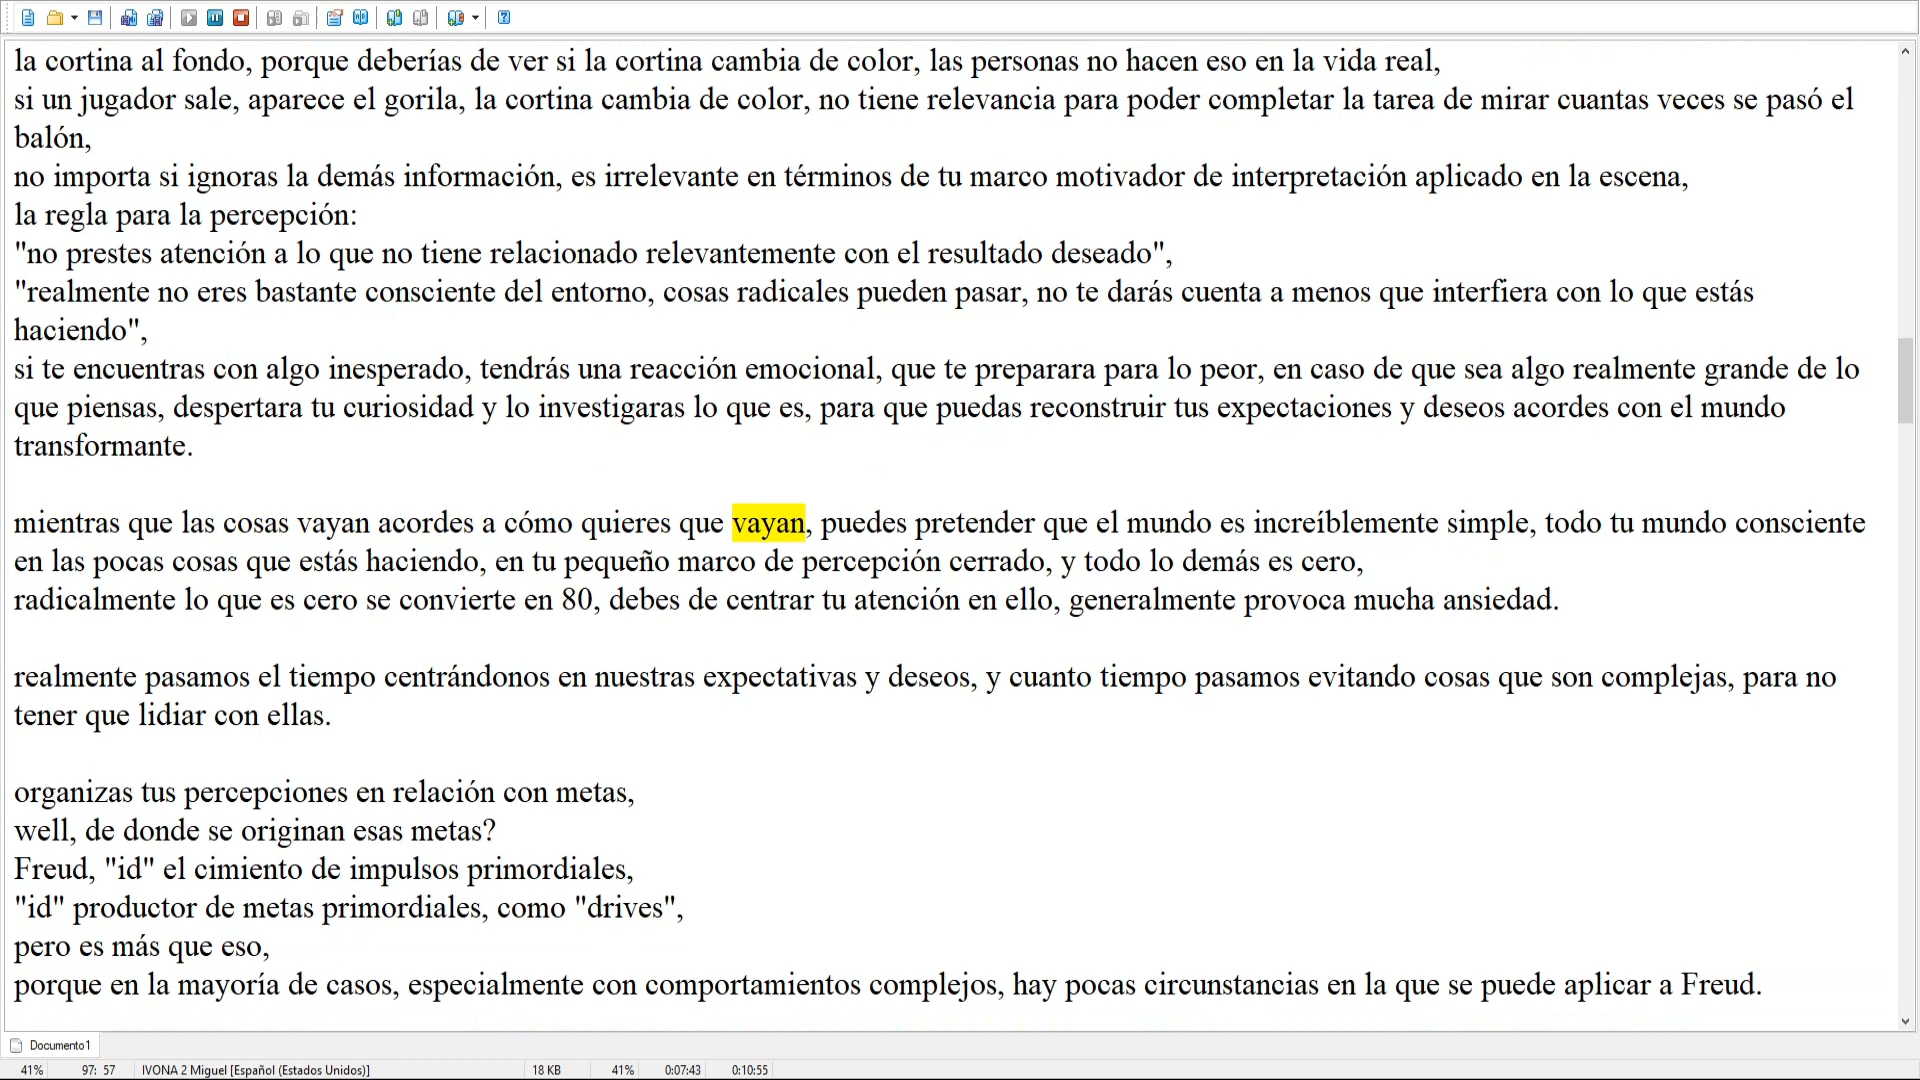 la cortina al fondo, porque deberías de ver si la cortina cambia de color, las personas no hacen eso en la vida real,
si un jugador sale, aparece el gorila, la cortina cambia de color, no tiene relevancia para poder completar la tarea de mirar cuantas veces se pasó el
balón,
no importa si ignoras la demás información, es irrelevante en términos de tu marco motivador de interpretación aplicado en la escena,
la regla para la percepción:
"no prestes atención a lo que no tiene relacionado relevantemente con el resultado deseado",
"realmente no eres bastante consciente del entorno, cosas radicales pueden pasar, no te darás cuenta a menos que interfiera con lo que estás
haciendo",
si te encuentras con algo inesperado, tendrás una reacción emocional, que te preparara para lo peor, en caso de que sea algo realmente grande de lo
que piensas, despertara tu curiosidad y lo investigaras lo que es, para que puedas reconstruir tus expectaciones y deseos acordes con el mundo
transformante.
mientras que las cosas vayan acordes a cómo quieres que vayan, puedes pretender que el mundo es increíblemente simple, todo tu mundo consciente
en las pocas cosas que estás haciendo, en tu pequeño marco de percepción cerrado, y todo lo demás es cero,
radicalmente lo que es cero se convierte en 80, debes de centrar tu atención en ello, generalmente provoca mucha ansiedad.
realmente pasamos el tiempo centrándonos en nuestras expectativas y deseos, y cuanto tiempo pasamos evitando cosas que son complejas, para no
tener que lidiar con ellas.
organizas tus percepciones en relación con metas,
well, de donde se originan esas metas?
Freud, "id" el cimiento de impulsos primordiales,
"id" productor de metas primordiales, como "drives",
pero es más que eso,
porque en la mayoría de casos, especialmente con comportamientos complejos, hay pocas circunstancias en la que se puede aplicar a Freud.
Documento1
41% 97: 57 IVONA 2 Miguel [Español (Estados Unidos)] 18 KB 41% 0:07:43 0:10:55